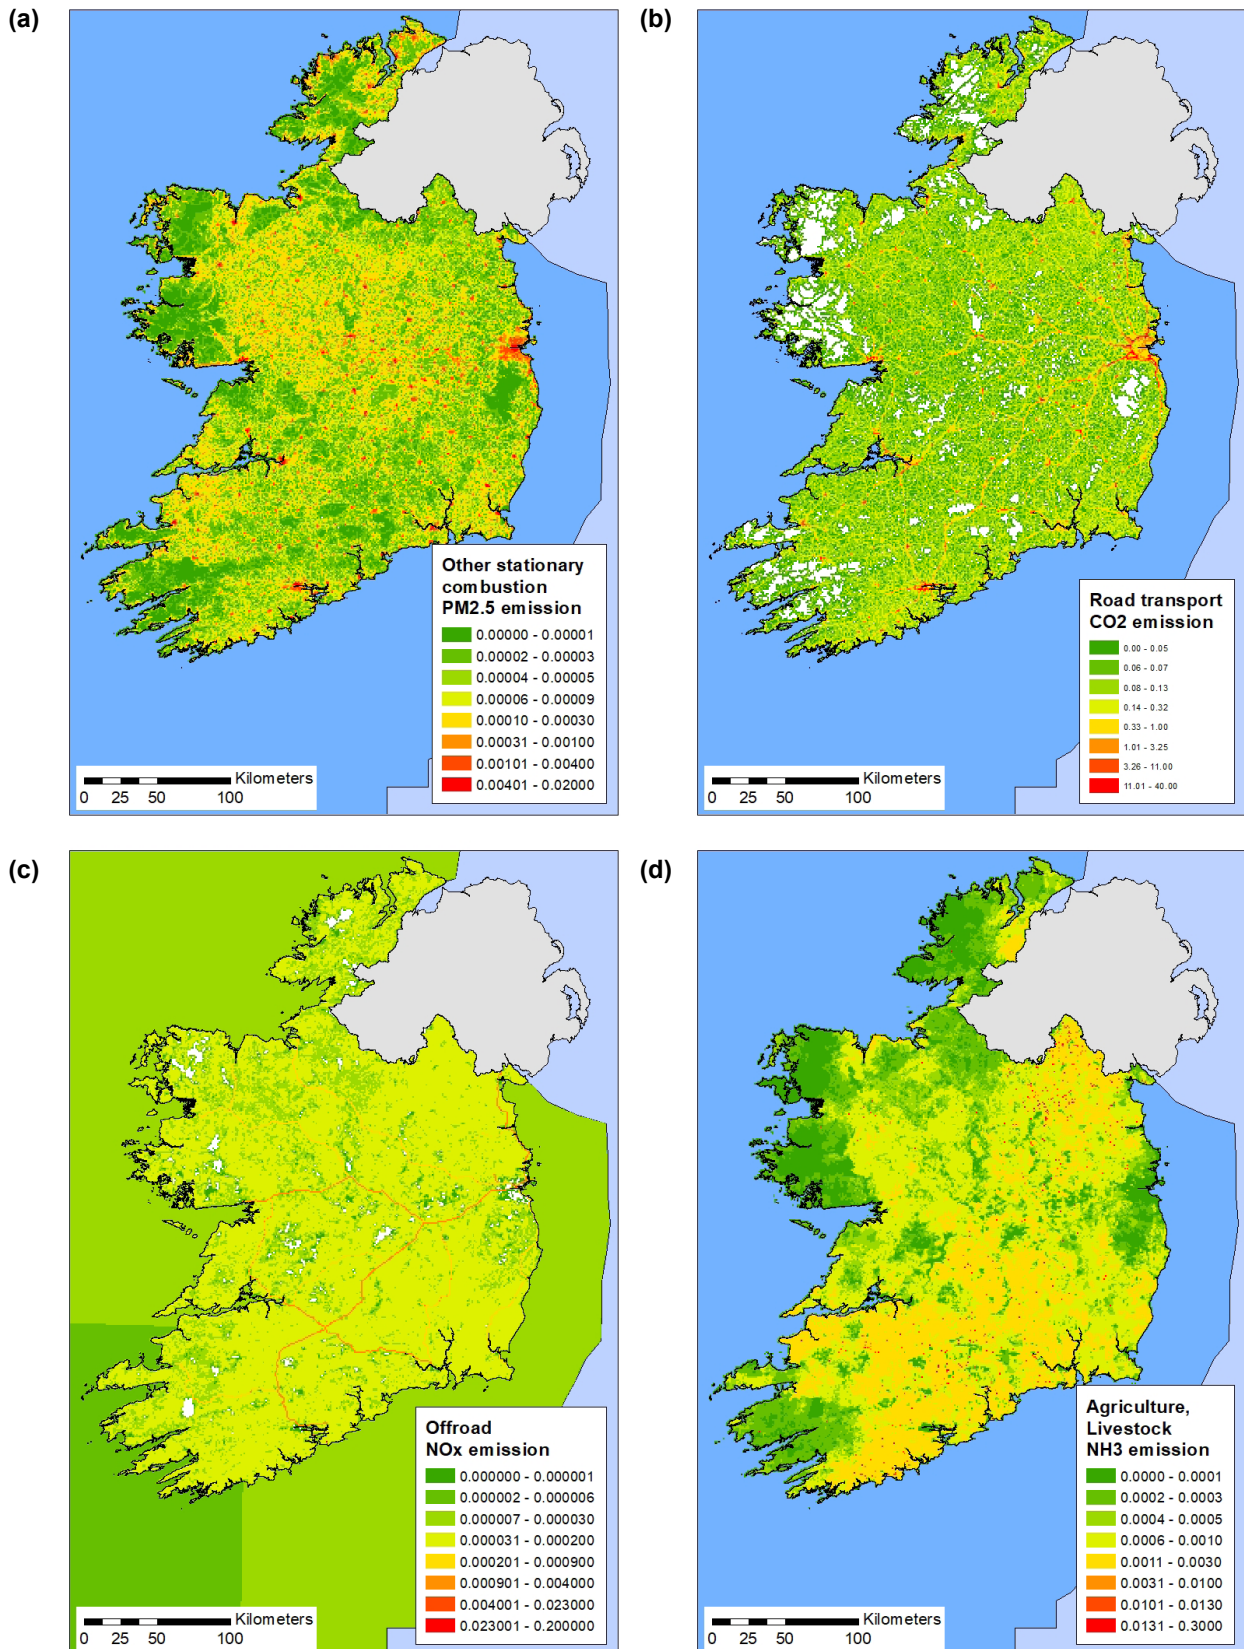 (a)
Other stationary
combustion
PM2.5 emission
0.00000 - 0.00001
0.00002 - 0.00003
0.00004 - 0.00005
0.00006 - 0.00009
0.00010 - 0.00030
0.00031 - 0.00100
0.00101 - 0.00400
0.00401 - 0.02000
Kilometers
0 25 50 100
(b)
Road transport
CO2 emission
0.00 - 0.05
0.06 - 0.07
0.08 - 0.13
0.14 - 0.32
0.33 - 1.00
1.01 - 3.25
3.26 - 11.00
11.01 - 40.00
Kilometers
0 25 50 100
(c)
Offroad
NOx emission
0.000000 - 0.000001
0.000002 - 0.000006
0.000007 - 0.000030
0.000031 - 0.000200
0.000201 - 0.000900
0.000901 - 0.004000
0.004001 - 0.023000
0.023001 - 0.200000
Kilometers
0 25 50 100
(d)
Agriculture,
Livestock
NH3 emission
0.0000 - 0.0001
0.0002 - 0.0003
0.0004 - 0.0005
0.0006 - 0.0010
0.0011 - 0.0030
0.0031 - 0.0100
0.0101 - 0.0130
0.0131 - 0.3000
Kilometers
0 25 50 100